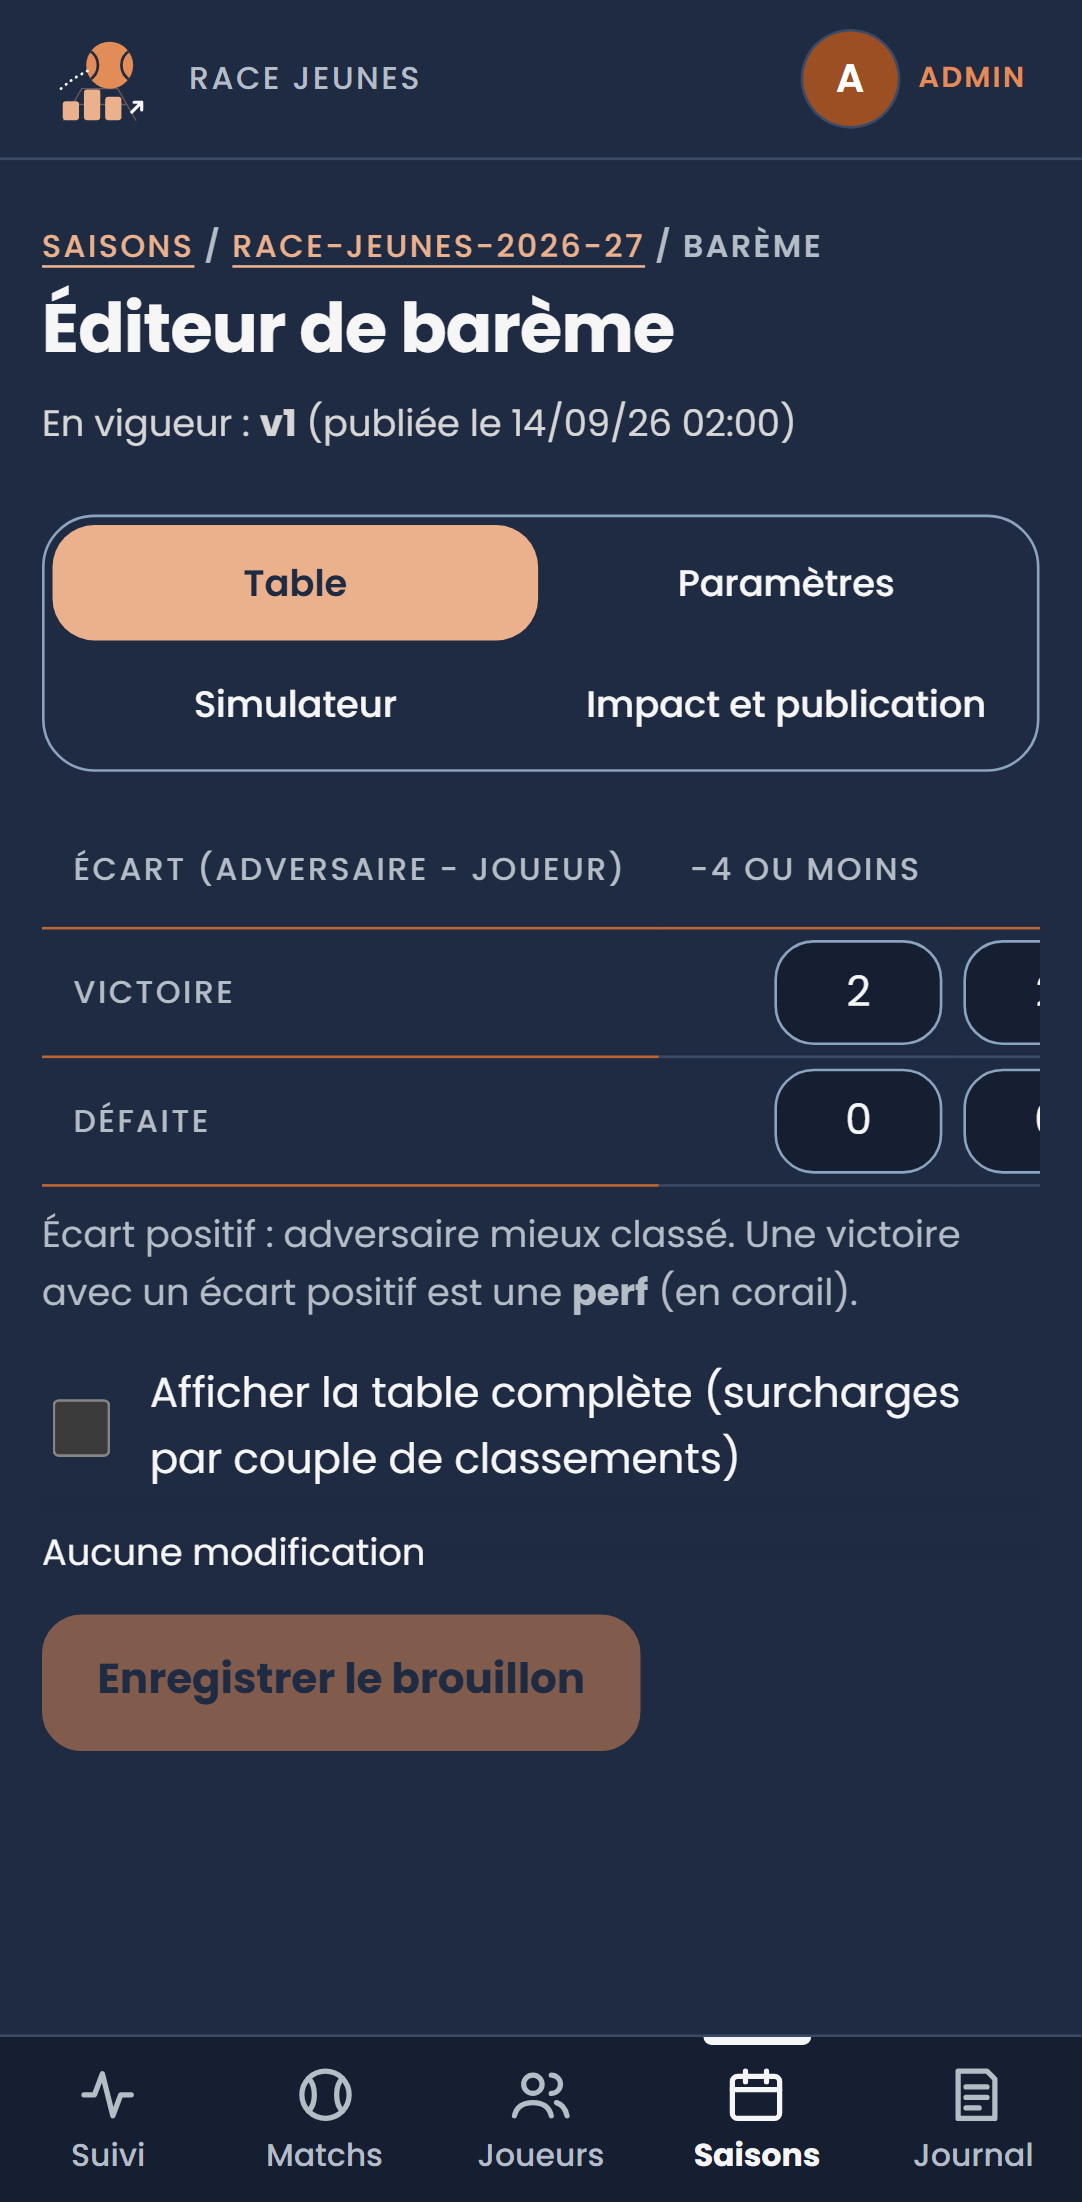 RACE JEUNES
A ADMIN
SAISONS / RACE-JEUNES-2026-27 / BARÈME
Éditeur de barème
En vigueur : v1 (publiée le 14/09/26 02:00)
Table Paramètres
Simulateur Impact et publication
ÉCART (ADVERSAIRE - JOUEUR) -4 OU MOINS
VICTOIRE 2
DÉFAITE 0
Écart positif : adversaire mieux classé. Une victoire
avec un écart positif est une perf (en corail).
Afficher la table complète (surcharges
par couple de classements)
Aucune modification
Enregistrer le brouillon
Suivi Matchs Joueurs Saisons Journal